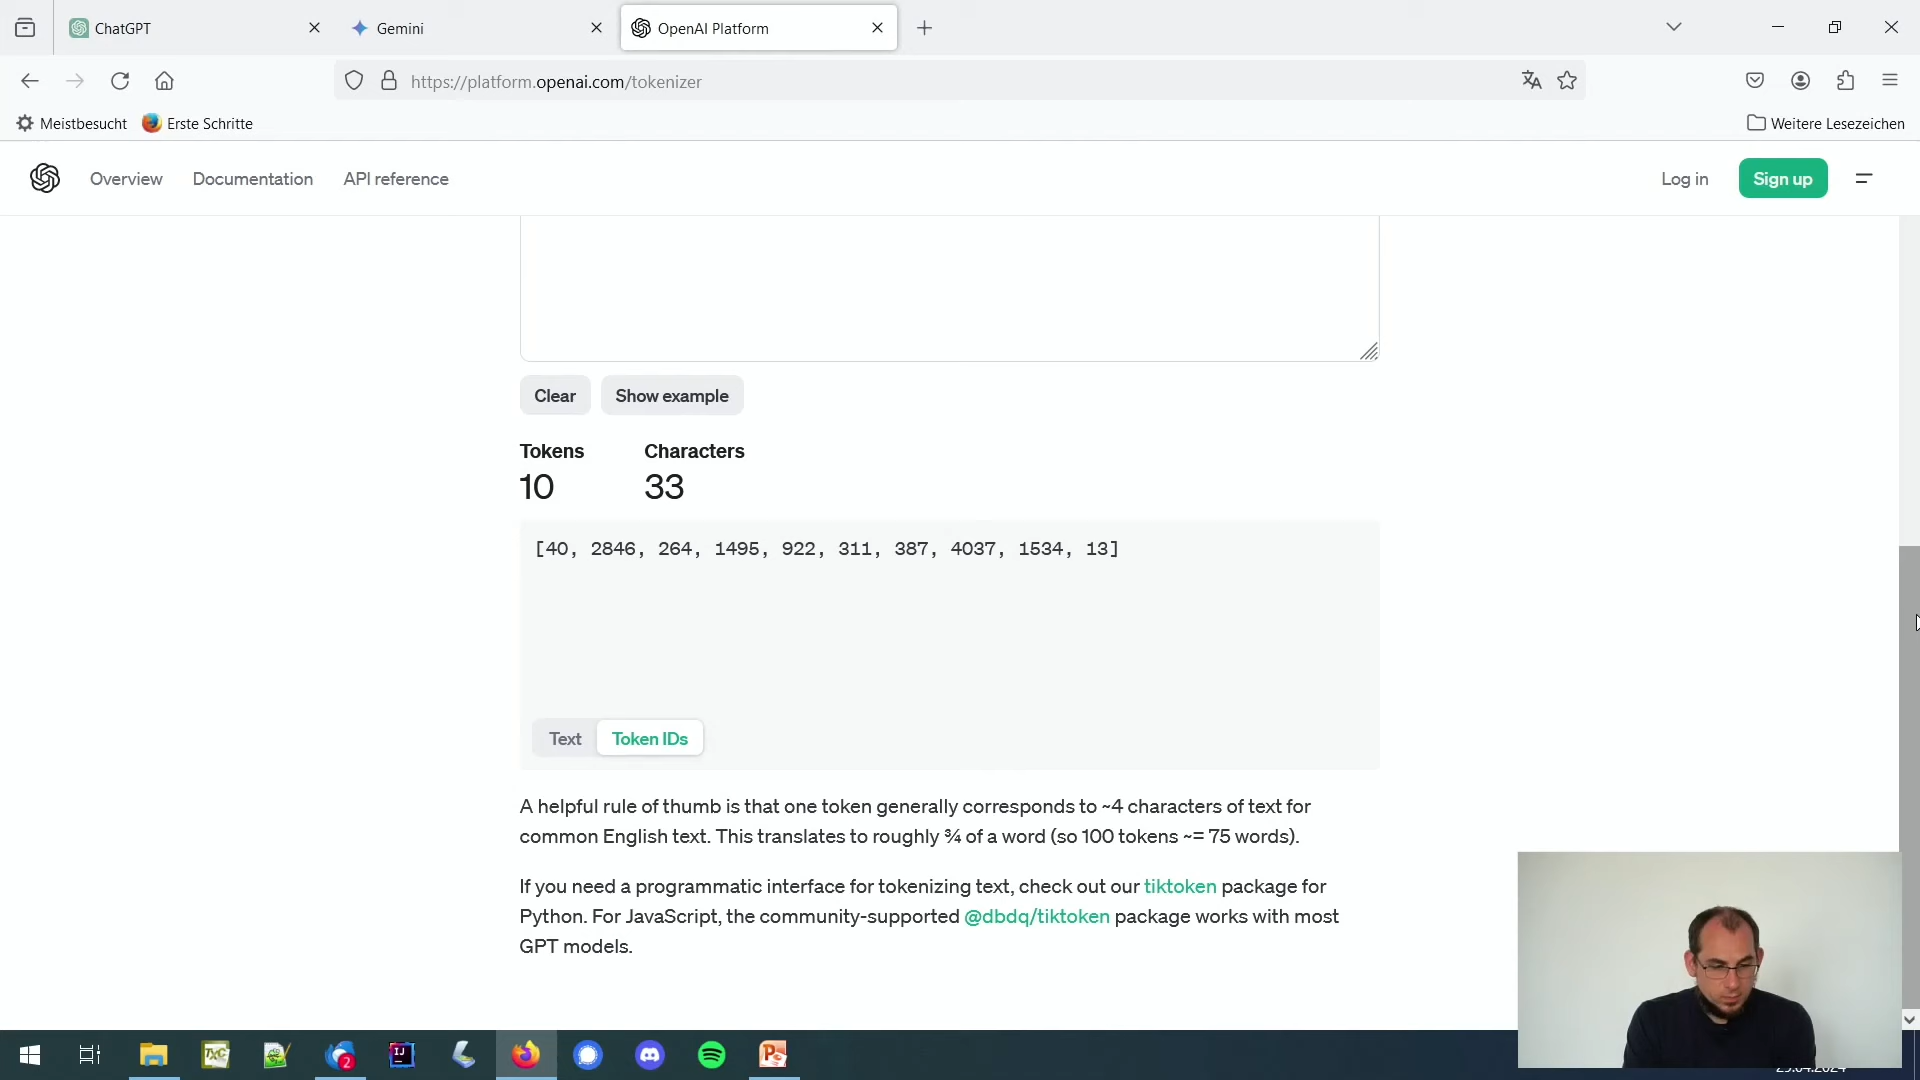 ChatGPT
Gemini
OpenAI Platform
https://platform.openai.com/tokenizer
Meistbesucht
Erste Schritte
Weitere Lesezeichen
Overview
Documentation
API reference
Log in
Sign up
Clear
Show example
Tokens
Characters
10
33
[40, 2846, 264, 1495, 922, 311, 387, 4037, 1534, 13]
Text
Token IDs
A helpful rule of thumb is that one token generally corresponds to ~4 characters of text for
common English text. This translates to roughly ¾ of a word (so 100 tokens ~= 75 words).
If you need a programmatic interface for tokenizing text, check out our tiktoken package for
Python. For JavaScript, the community-supported @dbdq/tiktoken package works with most
GPT models.
TXC
2
IJ
P